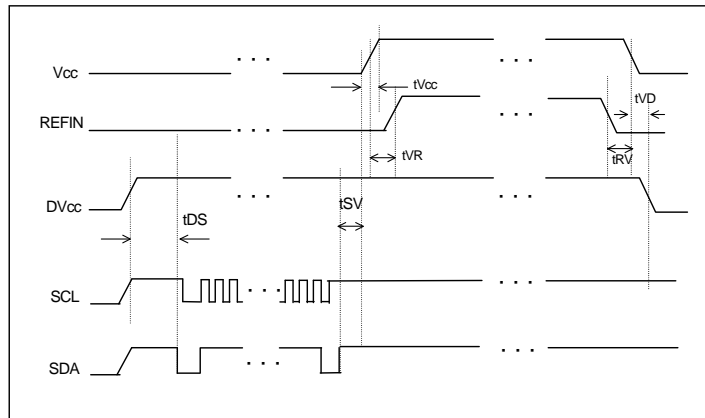 Vcc
tVcc
tVD
REFIN
tVR
tRV
DVcc
tDS
tSV
SCL
SDA